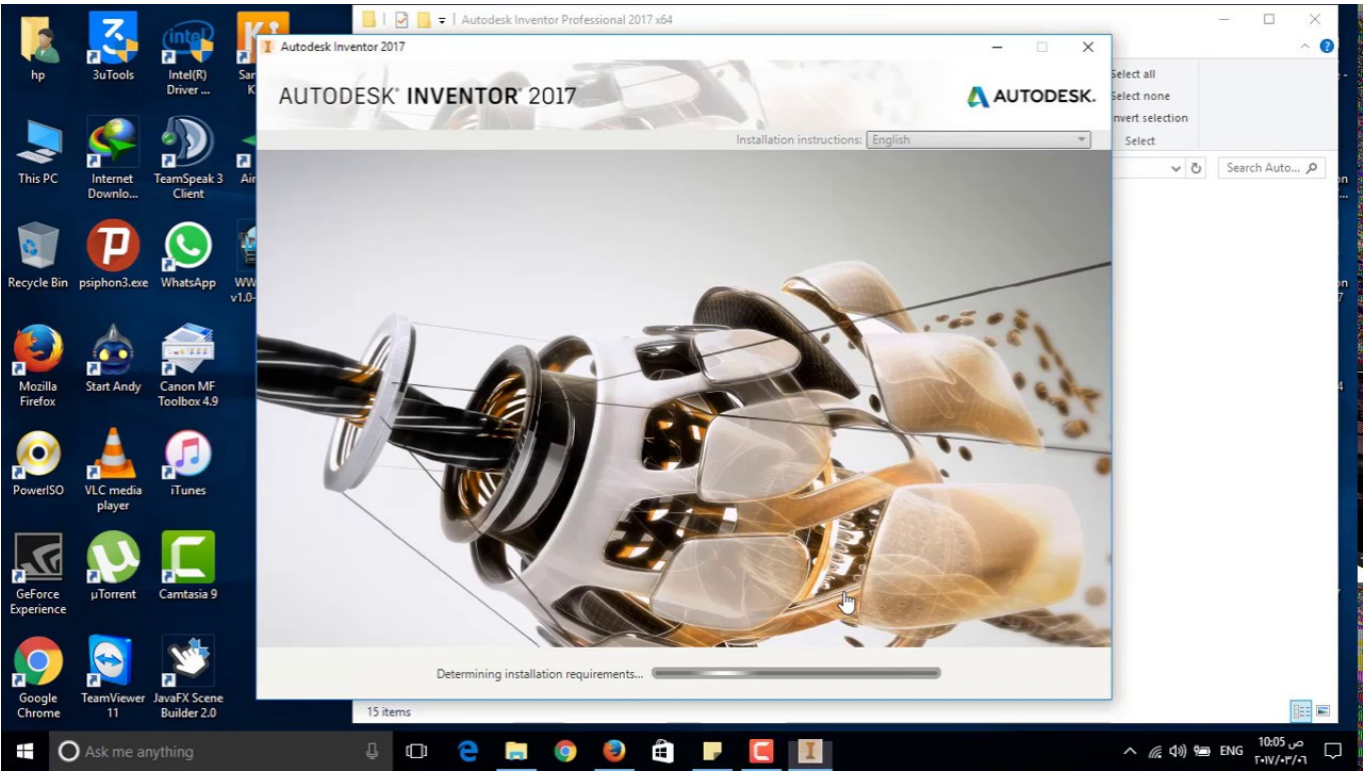 Autodesk Inventor Professional 2017 x64
Autodesk Inventor 2017
AUTODESK® INVENTOR® 2017
AUTODESK.
Installation instructions: English
Select all
Select none
nvert selection
Select
Search Auto...
hp
3uTools
Intel(R)
Driver ...
This PC
Internet
Downlo...
TeamSpeak 3
Client
Recycle Bin
psiphon3.exe
WhatsApp
WW
v1.0-
Mozilla
Firefox
Start Andy
Canon MF
Toolbox 4.9
PowerISO
VLC media
player
iTunes
GeForce
Experience
µTorrent
Camtasia 9
Google
Chrome
TeamViewer
11
JavaFX Scene
Builder 2.0
Determining installation requirements...
15 items
Ask me anything
ENG
10:05 ص
٢٠١٧/٠٣/٠٦